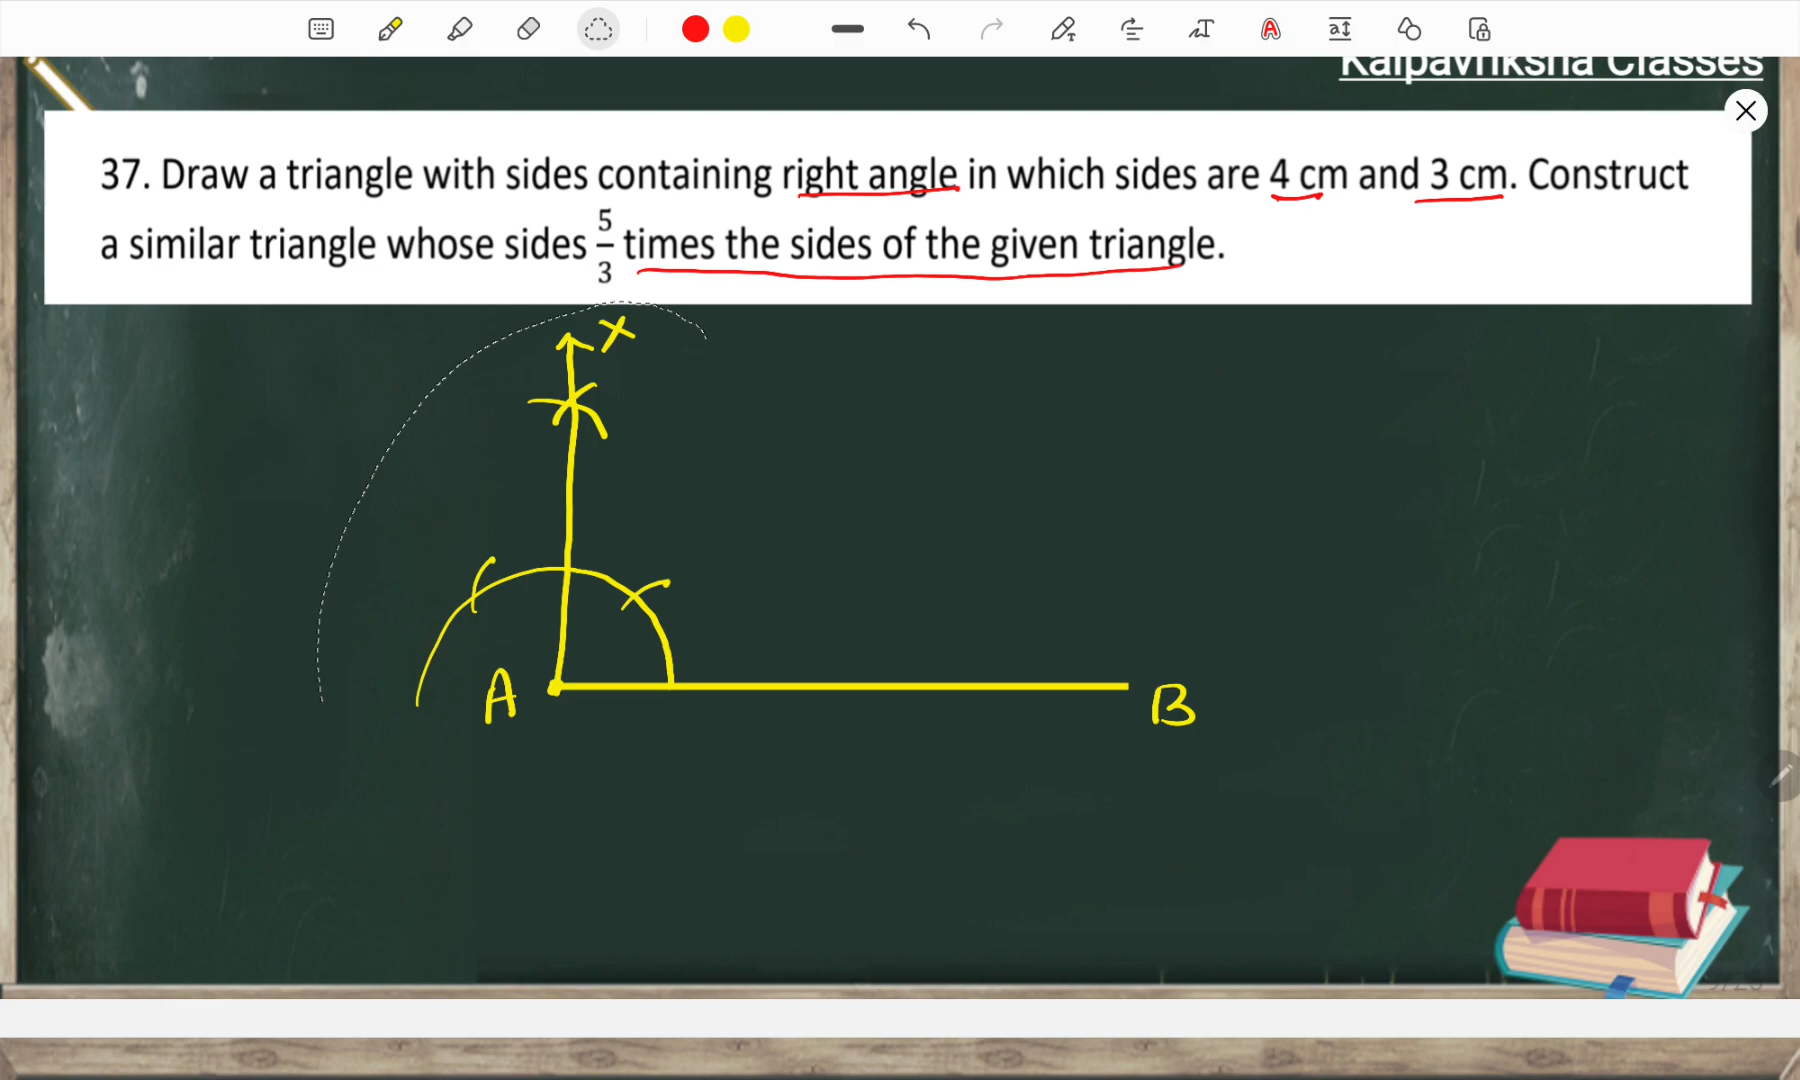 Kalpavriksha Classes
37. Draw a triangle with sides containing right angle in which sides are 4 cm and 3 cm. Construct
a similar triangle whose sides 5/3 times the sides of the given triangle.
X
A
B